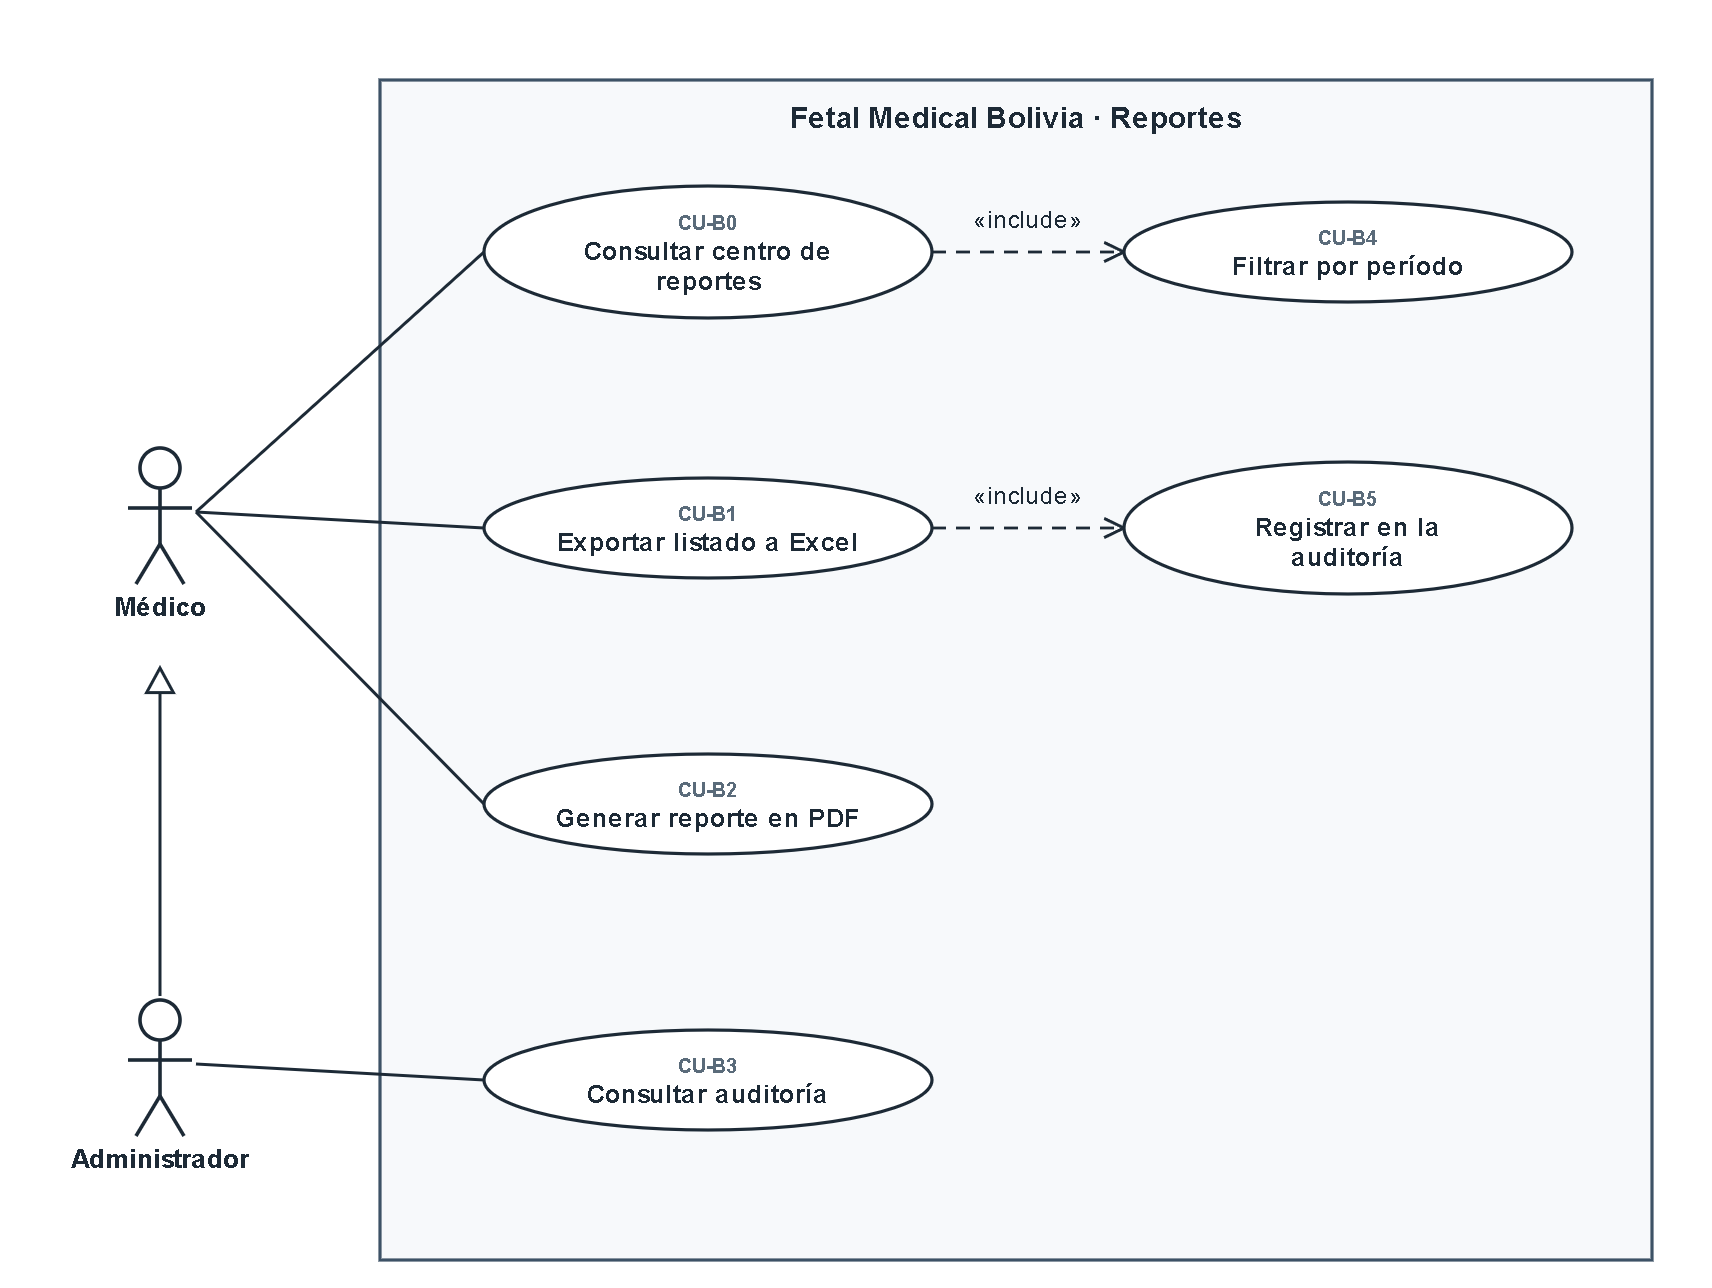 Fetal Medical Bolivia · Reportes
CU-B0
Consultar centro de
reportes
«include»
CU-B4
Filtrar por período
Médico
CU-B1
Exportar listado a Excel
«include»
CU-B5
Registrar en la
auditoría
CU-B2
Generar reporte en PDF
Administrador
CU-B3
Consultar auditoría